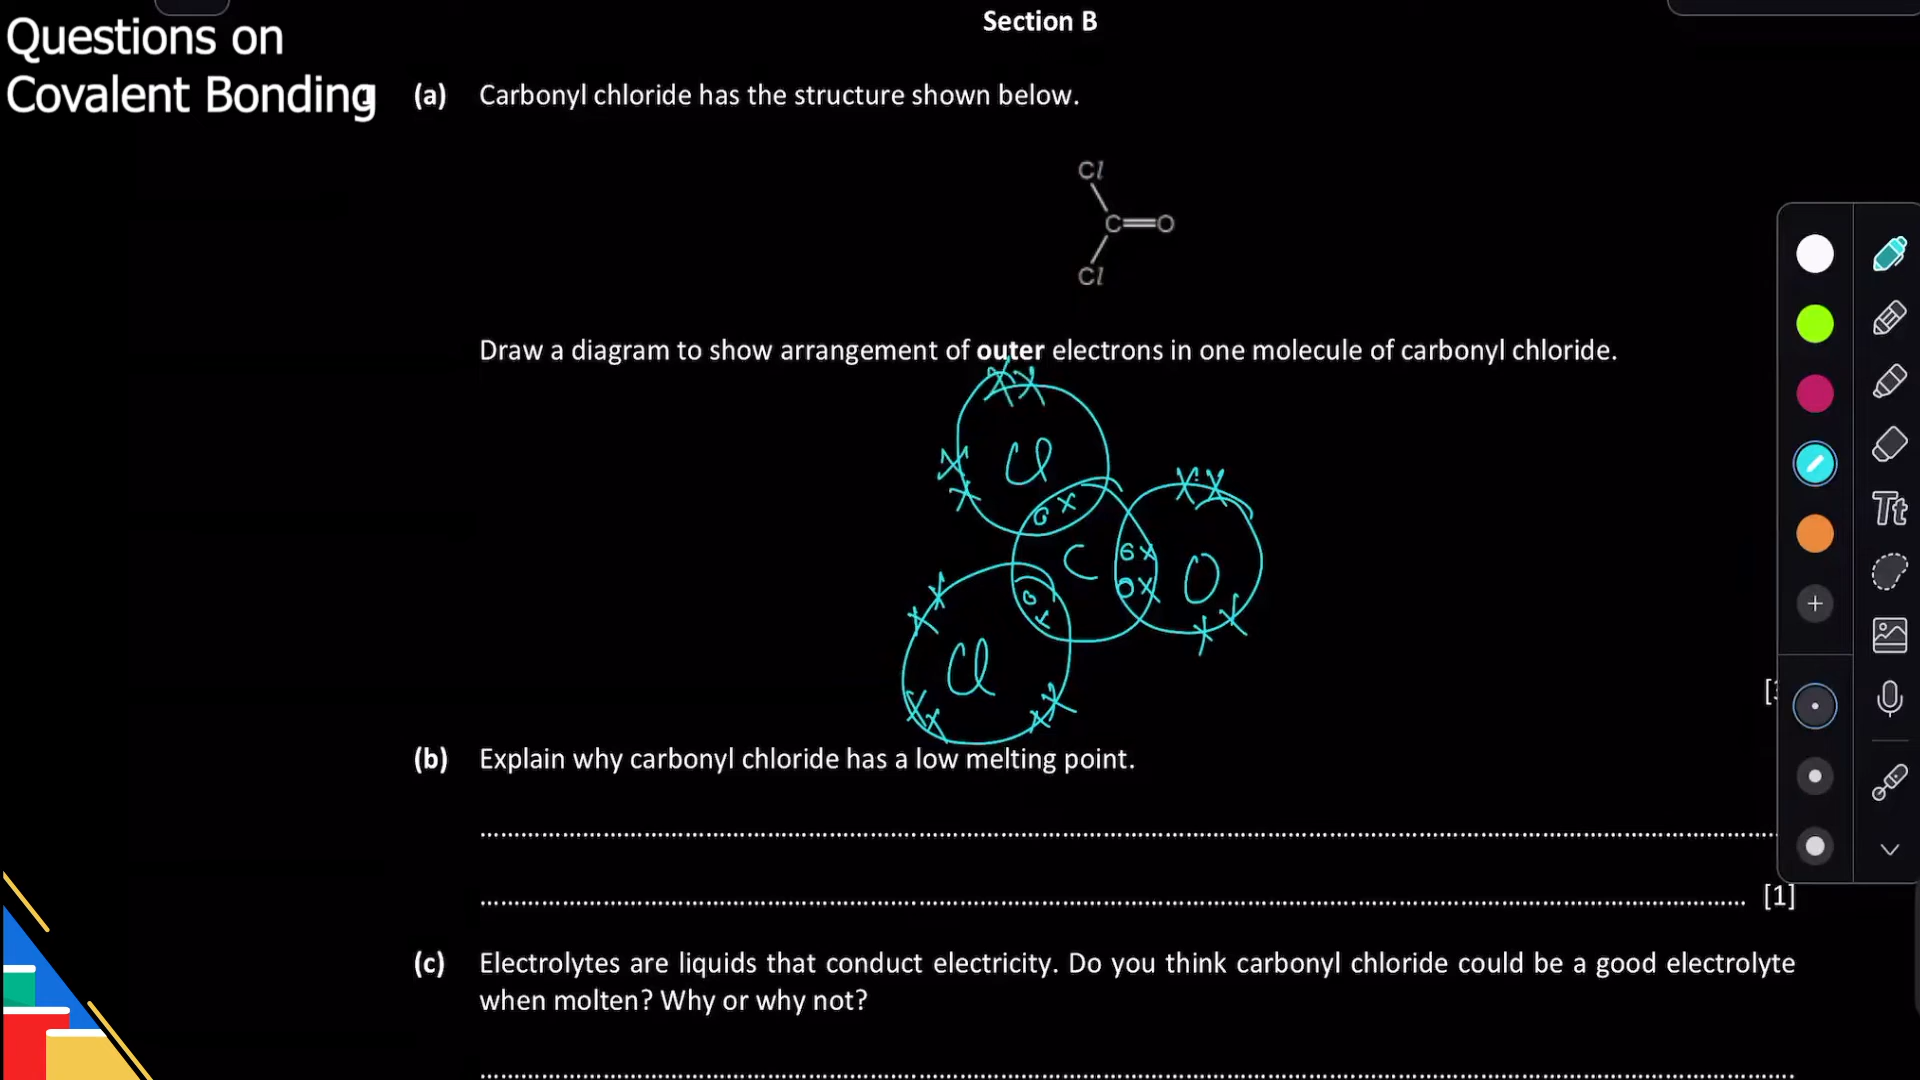 Questions on
Covalent Bonding
Section B
(a) Carbonyl chloride has the structure shown below.
Cl
C=O
Cl
Draw a diagram to show arrangement of outer electrons in one molecule of carbonyl chloride.
Cl
C
O
Cl
(b) Explain why carbonyl chloride has a low melting point.
[1]
(c) Electrolytes are liquids that conduct electricity. Do you think carbonyl chloride could be a good electrolyte
when molten? Why or why not?
Tt